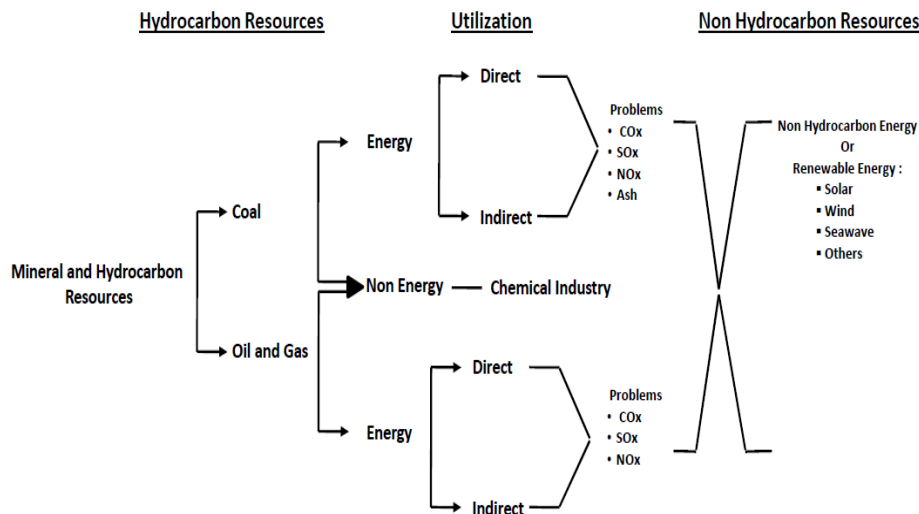 Hydrocarbon Resources
Utilization
Non Hydrocarbon Resources
Mineral and Hydrocarbon
Resources
Coal
Oil and Gas
Energy
Direct
Indirect
Problems
• COx
• SOx
• NOx
• Ash
Non Energy
Chemical Industry
Energy
Direct
Indirect
Problems
• COx
• SOx
• NOx
Non Hydrocarbon Energy
Or
Renewable Energy :
▪ Solar
▪ Wind
▪ Seawave
▪ Others